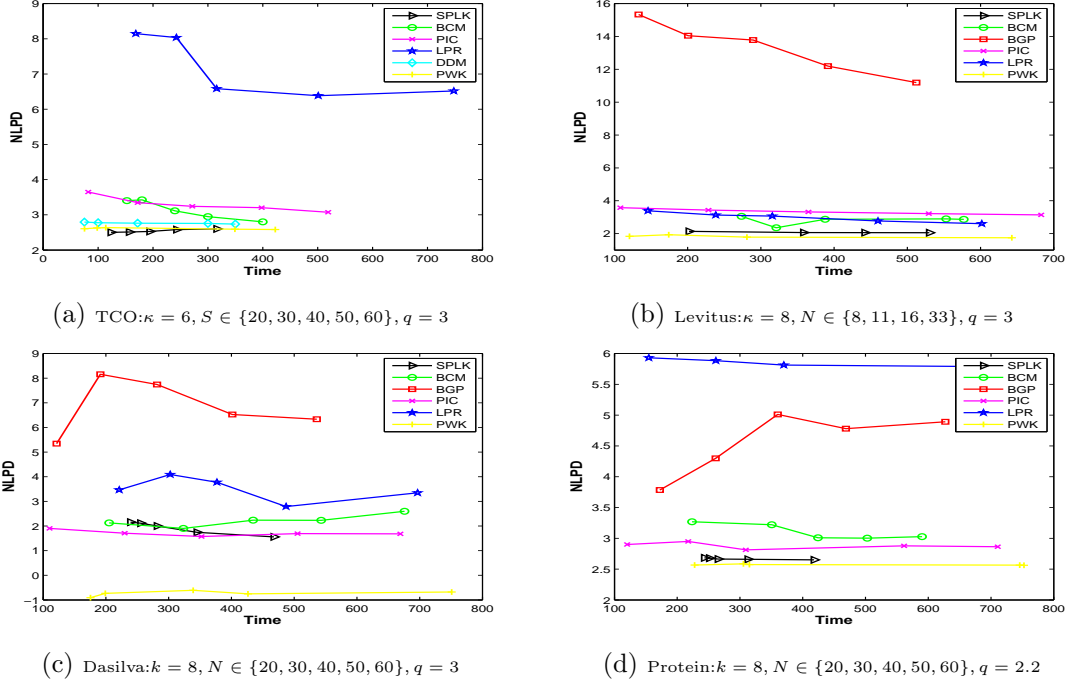 9
8
7
6
5
4
3
2
NLPD
0 100 200 300 400 500 600 700 800
Time
SPLK
BCM
PIC
LPR
DDM
PWK
(a) TCO:κ = 6, S ∈ {20, 30, 40, 50, 60}, q = 3
16
14
12
10
8
6
4
2
NLPD
100 200 300 400 500 600 700
Time
SPLK
BCM
BGP
PIC
LPR
PWK
(b) Levitus:κ = 8, N ∈ {8, 11, 16, 33}, q = 3
9
8
7
6
5
4
3
2
1
0
−1
NLPD
100 200 300 400 500 600 700 800
Time
SPLK
BCM
BGP
PIC
LPR
PWK
(c) Dasilva:k = 8, N ∈ {20, 30, 40, 50, 60}, q = 3
6
5.5
5
4.5
4
3.5
3
2.5
2
NLPD
100 200 300 400 500 600 700 800
Time
SPLK
BCM
BGP
PIC
LPR
PWK
(d) Protein:k = 8, N ∈ {20, 30, 40, 50, 60}, q = 2.2